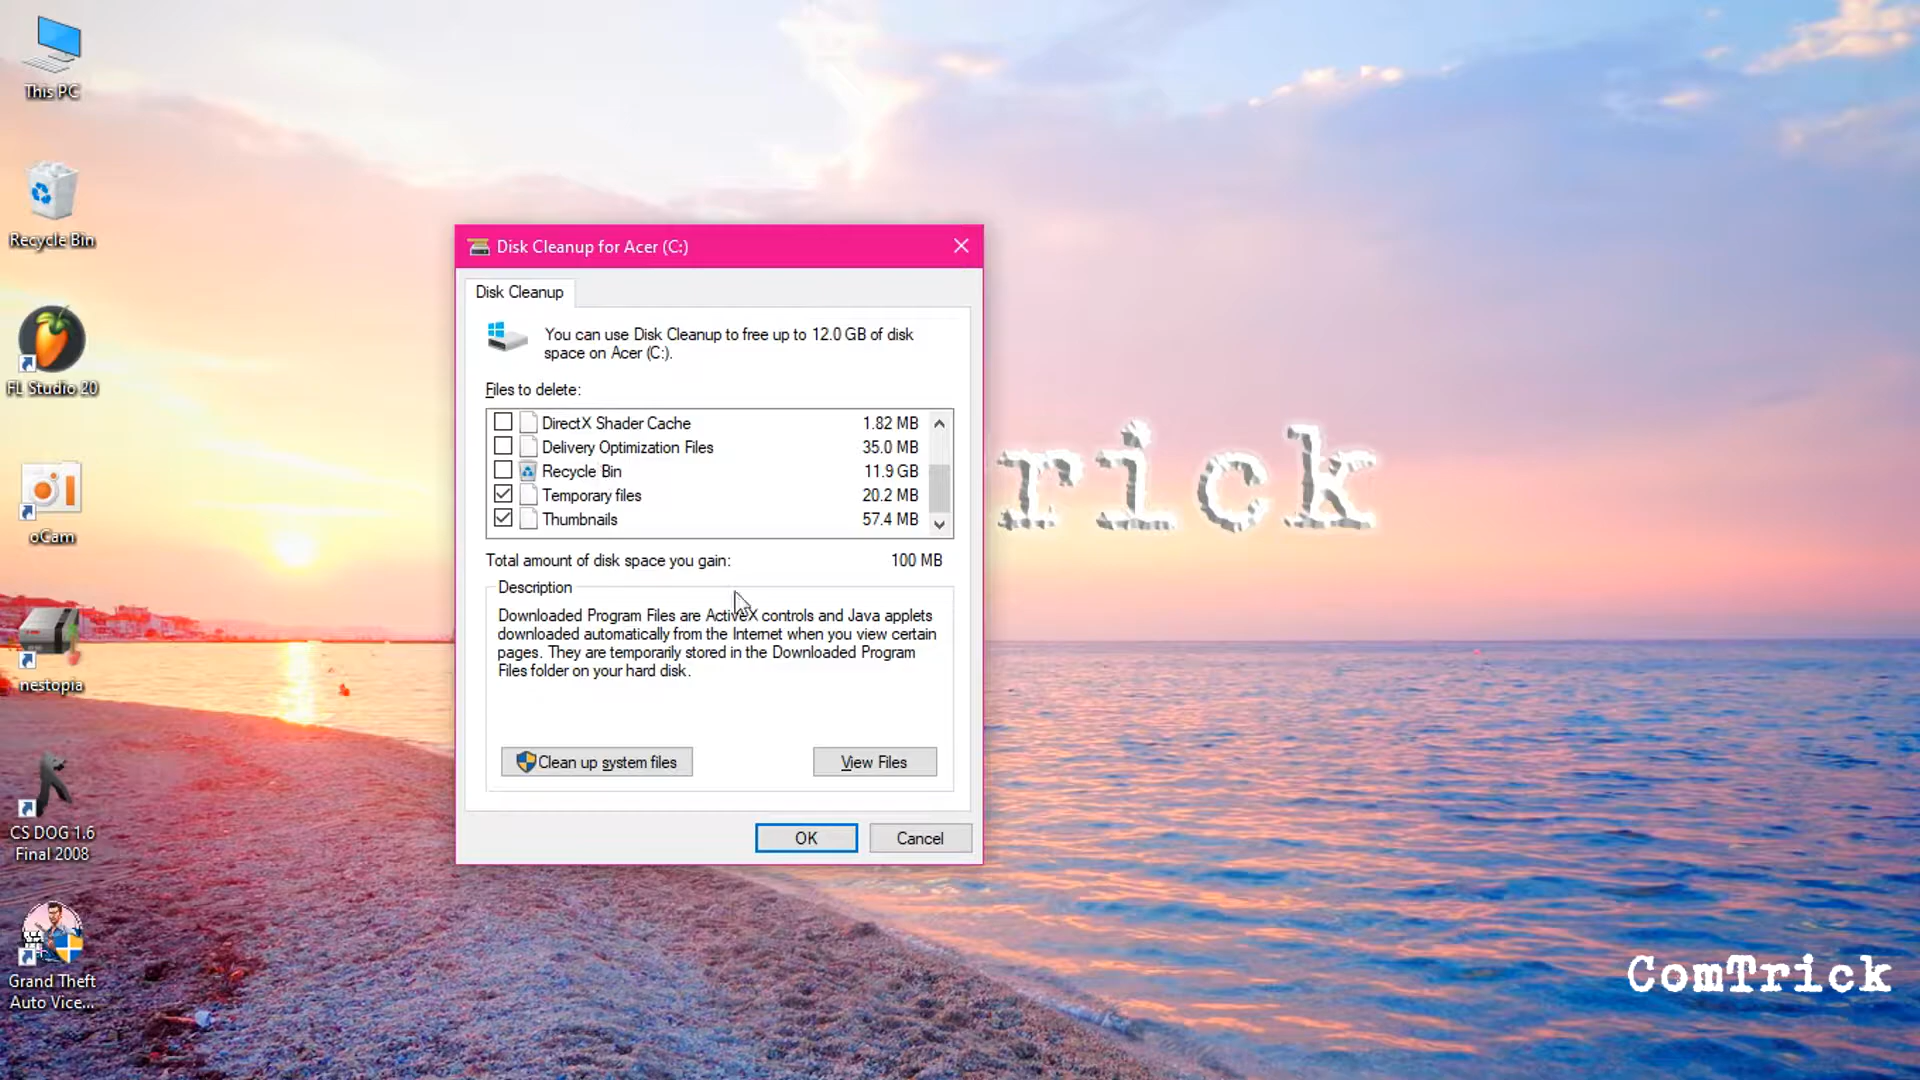 This PC
Recycle Bin
FL Studio 20
oCam
nestopia
CS DOG 1.6
Final 2008
Grand Theft
Auto Vice...
Disk Cleanup for Acer (C:)
Disk Cleanup
You can use Disk Cleanup to free up to 12.0 GB of disk
space on Acer (C:).
Files to delete:
DirectX Shader Cache 1.82 MB
Delivery Optimization Files 35.0 MB
Recycle Bin 11.9 GB
Temporary files 20.2 MB
Thumbnails 57.4 MB
Total amount of disk space you gain: 100 MB
Description
Downloaded Program Files are ActiveX controls and Java applets
downloaded automatically from the Internet when you view certain
pages. They are temporarily stored in the Downloaded Program
Files folder on your hard disk.
Clean up system files
View Files
OK
Cancel
rick
ComTrick